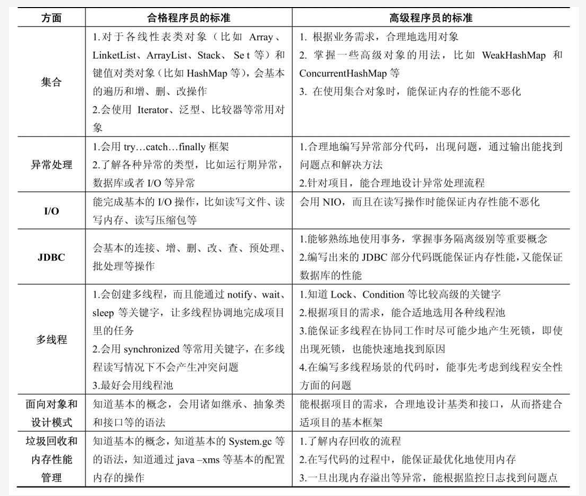 方面 合格程序员的标准 高级程序员的标准
集合
1.对于各线性表类对象（比如 Array、
LinketList、ArrayList、Stack、 Se t 等）和
键值对类对象（比如 HashMap 等），会基本
的遍历和增、删、改操作
2.会使用 Iterator、泛型、比较器等常用对
象
1. 根据业务需求，合理地选用对象
2. 掌握一些高级对象的用法，比如 WeakHashMap 和
ConcurrentHashMap 等
3. 在使用集合对象时，能保证内存的性能不恶化
异常处理
1.会用 try…catch…finally 框架
2.了解各种异常的类型，比如运行期异常，
数据库或者 I/O 等异常
1.合理地编写异常部分代码，出现问题，通过输出能找到
问题点和解决方法
2.针对项目，能合理地设计异常处理流程
I/O
能完成基本的 I/O 操作，比如读写文件、读
写内存、读写压缩包等
会用 NIO，而且在读写操作时能保证内存性能不恶化
JDBC
会基本的连接、增、删、改、查、预处理、
批处理等操作
1.能够熟练地使用事务，掌握事务隔离级别等重要概念
2.编写出来的 JDBC 部分代码既能保证内存性能，又能保证
数据库的性能
多线程
1.会创建多线程，而且能通过 notify、wait、
sleep 等关键字，让多线程协调地完成项目
里的任务
2.会用 synchronized 等常用关键字，在多线
程读写情况下不会产生冲突问题
3.最好会用线程池
1.知道 Lock、Condition 等比较高级的关键字
2.根据项目的需求，能合适地选用各种线程池
3.能保证多线程在协同工作时尽可能少地产生死锁，即使
出现死锁，也能快速地找到原因
4.在编写多线程场景的代码时，能事先考虑到线程安全性
方面的问题
面向对象和
设计模式
知道基本的概念，会用诸如继承、抽象类
和接口等的语法
能根据项目的需求，合理地设计基类和接口，从而搭建合
适项目的基本框架
垃圾回收和
内存性能
管理
知道基本的概念，知道基本的 System.gc 等
的语法，知道通过 java –xms 等基本的配置
内存的操作
1.了解内存回收的流程
2.在写代码的过程中，能保证最优化地使用内存
3.一旦出现内存溢出等异常，能根据监控日志找到问题点